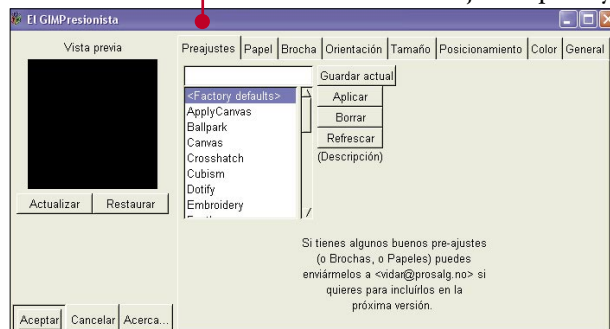 El GIMPresionista
Vista previa
Preajustes Papel Brocha Orientación Tamaño Posicionamiento Color General
Guardar actual
<Factory defaults>
Aplicar
ApplyCanvas
Borrar
Ballpark
Canvas
Refrescar
Crosshatch
(Descripción)
Cubism
Dotify
Embroidery
Actualizar Restaurar
Si tienes algunos buenos pre-ajustes
(o Brochas, o Papeles) puedes
enviármelos a <vidar@prosalg.no> si
quieres para incluírlos en la
próxima versión.
Aceptar Cancelar Acerca...